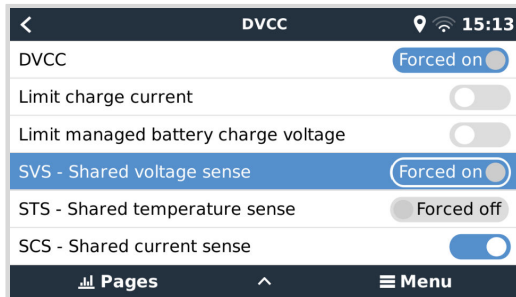 DVCC 15:13
DVCC Forced on
Limit charge current
Limit managed battery charge voltage
SVS - Shared voltage sense Forced on
STS - Shared temperature sense Forced off
SCS - Shared current sense
Pages Menu